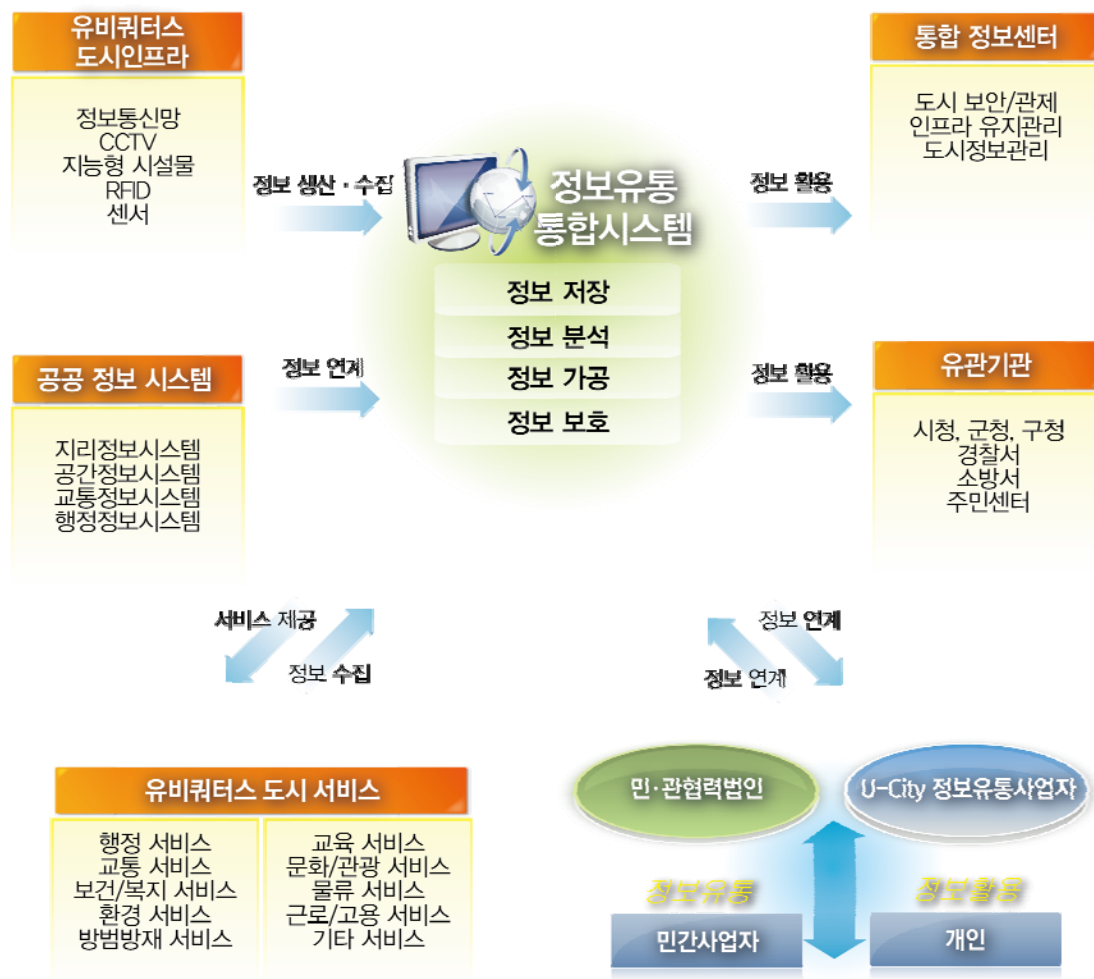 유비쿼터스
도시인프라
정보통신망
CCTV
지능형 시설물
RFID
센서
정보 생산 · 수집
정보유통
통합시스템
정보 저장
정보 분석
정보 가공
정보 보호
정보 활용
통합 정보센터
도시 보안/관제
인프라 유지관리
도시정보관리
공공 정보 시스템
지리정보시스템
공간정보시스템
교통정보시스템
행정정보시스템
정보 연계
정보 활용
유관기관
시청, 군청, 구청
경찰서
소방서
주민센터
서비스 제공
정보 수집
정보 연계
정보 연계
유비쿼터스 도시 서비스
행정 서비스
교통 서비스
보건/복지 서비스
환경 서비스
방범방재 서비스
교육 서비스
문화/관광 서비스
물류 서비스
근로/고용 서비스
기타 서비스
민·관협력법인
U-City 정보유통사업자
정보유통
정보활용
민간사업자
개인